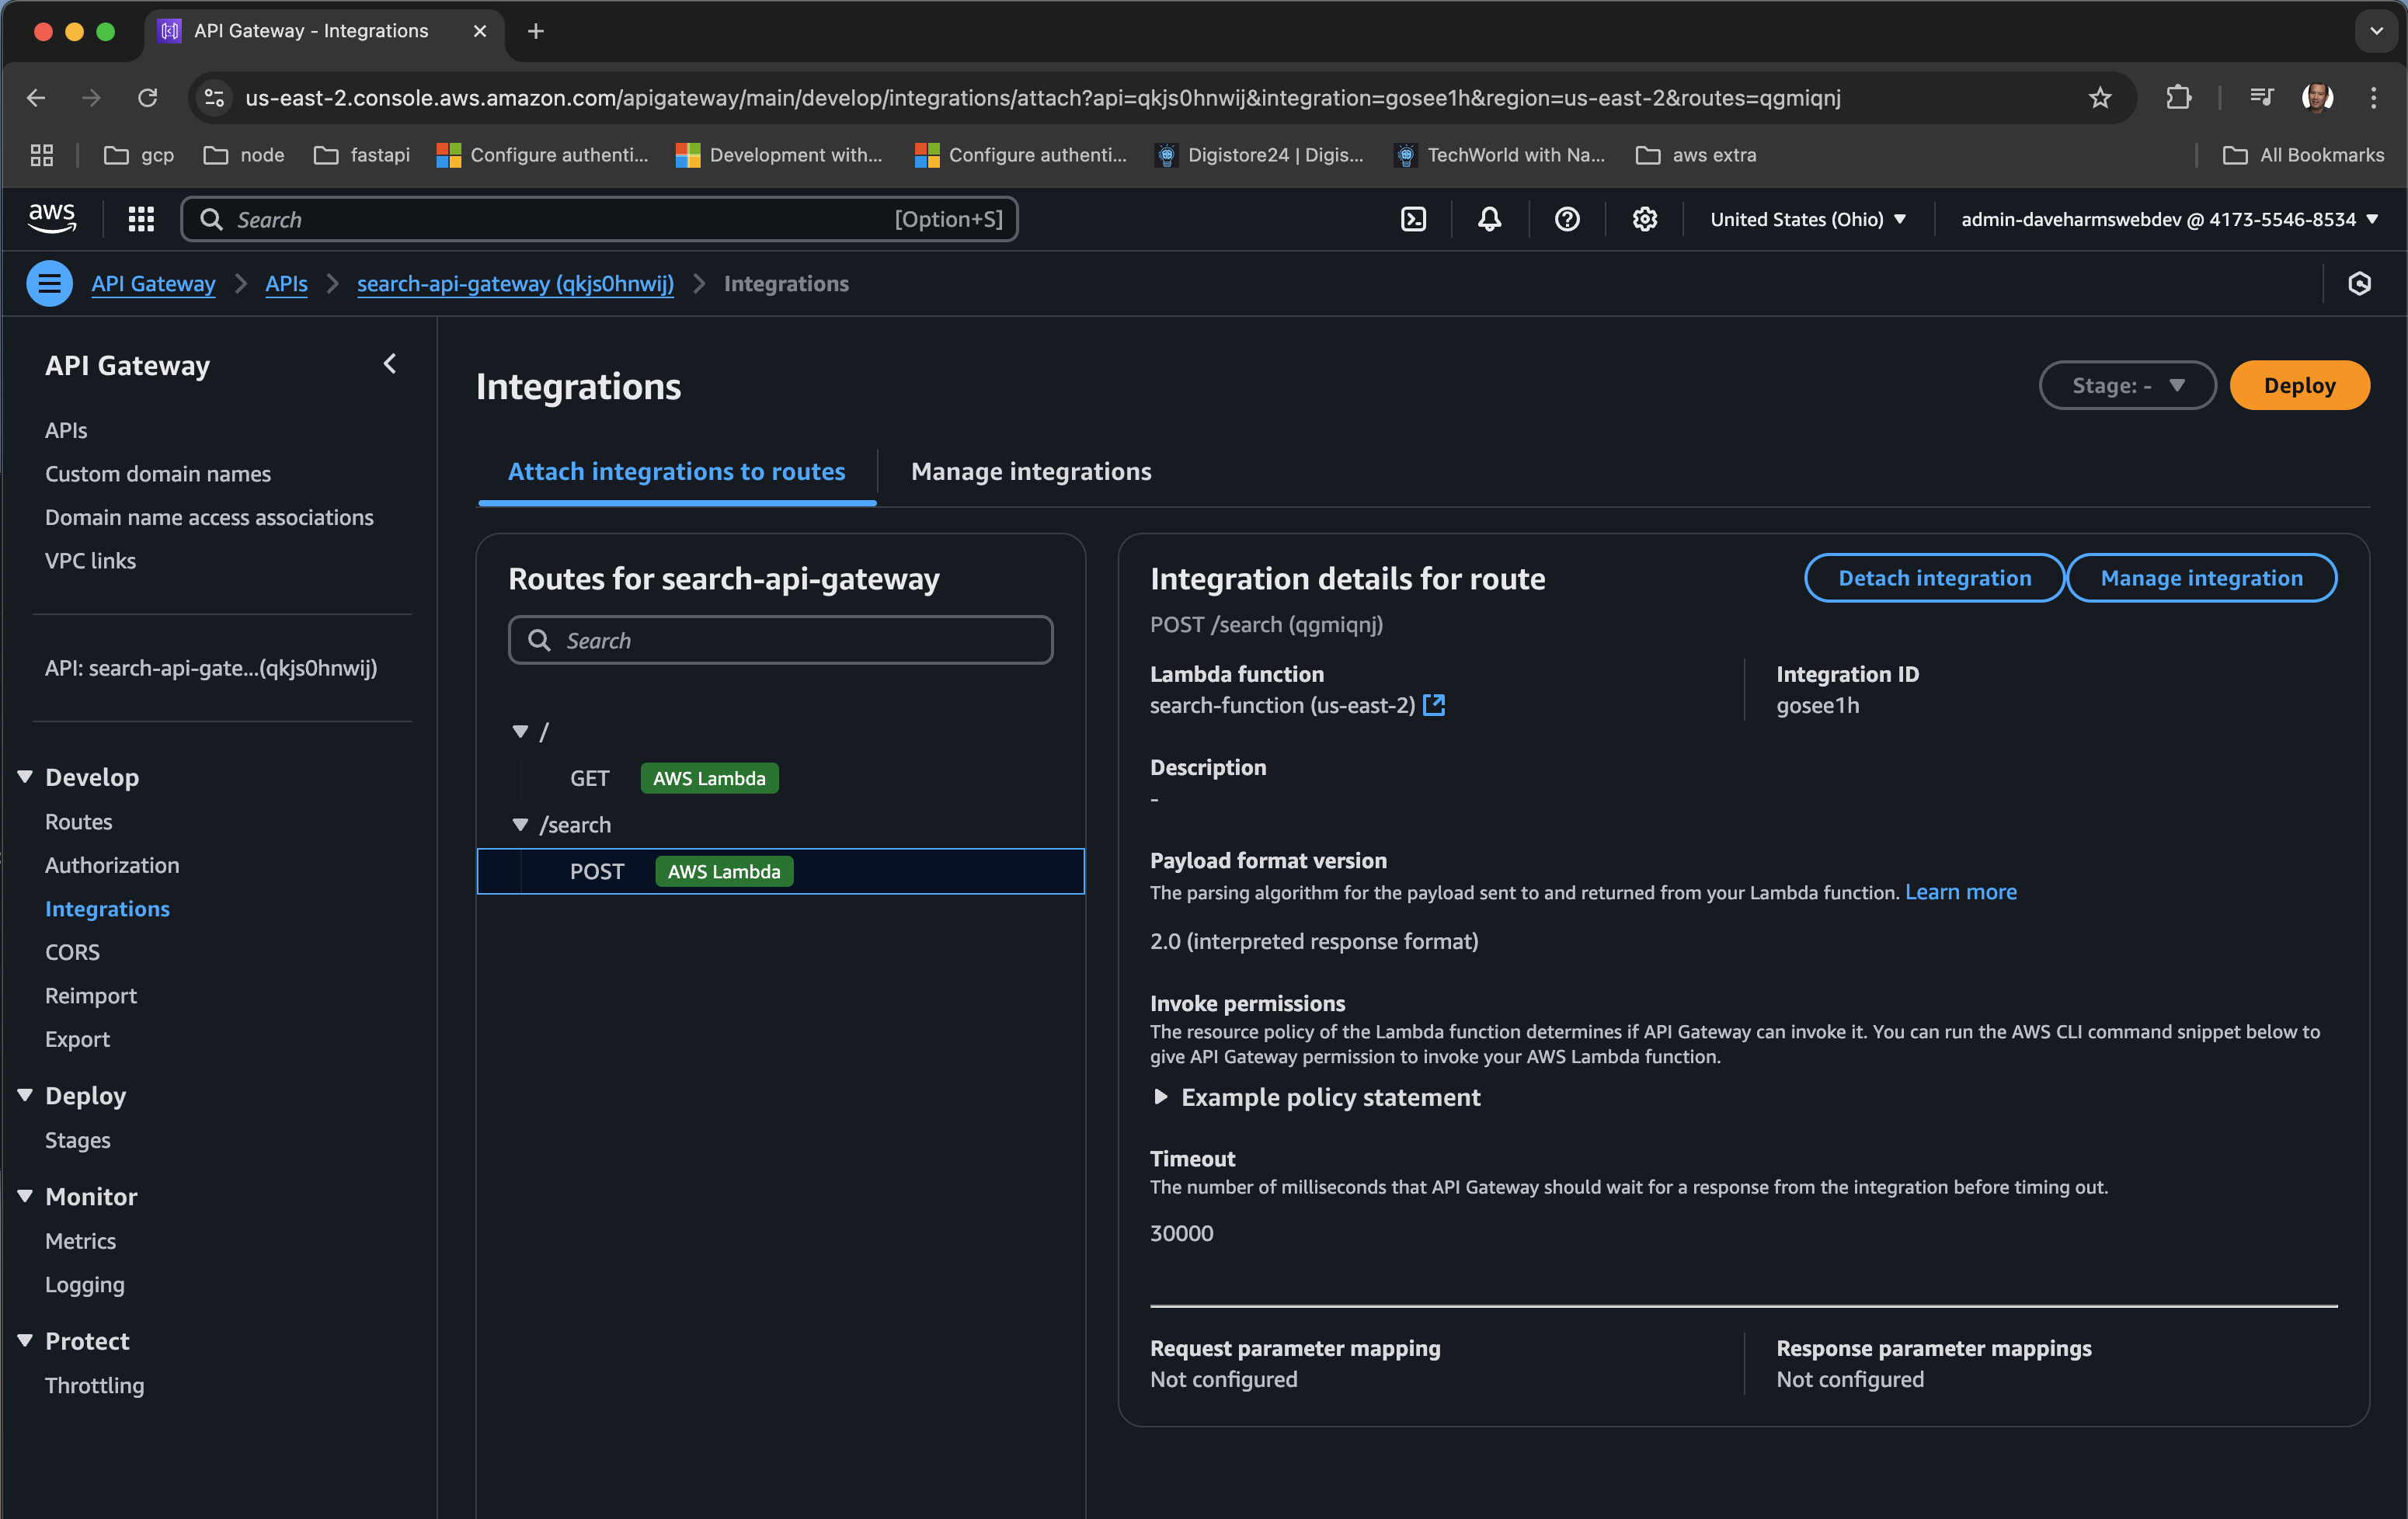 API Gateway - Integrations
us-east-2.console.aws.amazon.com/apigateway/main/develop/integrations/attach?api=qkjs0hnwij&integration=gosee1h&region=us-east-2&routes=qgmiqnj
gcp
node
fastapi
Configure authenti...
Development with...
Configure authenti...
Digistore24 | Digis...
TechWorld with Na...
aws extra
All Bookmarks
aws
Search
[Option+S]
United States (Ohio)
admin-daveharmswebdev @ 4173-5546-8534
API Gateway
APIs
search-api-gateway (qkjs0hnwij)
Integrations
API Gateway
APIs
Custom domain names
Domain name access associations
VPC links
API: search-api-gate...(qkjs0hnwij)
Develop
Routes
Authorization
Integrations
CORS
Reimport
Export
Deploy
Stages
Monitor
Metrics
Logging
Protect
Throttling
Integrations
Stage: -
Deploy
Attach integrations to routes
Manage integrations
Routes for search-api-gateway
Search
/
GET AWS Lambda
/search
POST AWS Lambda
Integration details for route
Detach integration
Manage integration
POST /search (qgmiqnj)
Lambda function
search-function (us-east-2)
Integration ID
gosee1h
Description
-
Payload format version
The parsing algorithm for the payload sent to and returned from your Lambda function. Learn more
2.0 (interpreted response format)
Invoke permissions
The resource policy of the Lambda function determines if API Gateway can invoke it. You can run the AWS CLI command snippet below to
give API Gateway permission to invoke your AWS Lambda function.
Example policy statement
Timeout
The number of milliseconds that API Gateway should wait for a response from the integration before timing out.
30000
Request parameter mapping
Not configured
Response parameter mappings
Not configured